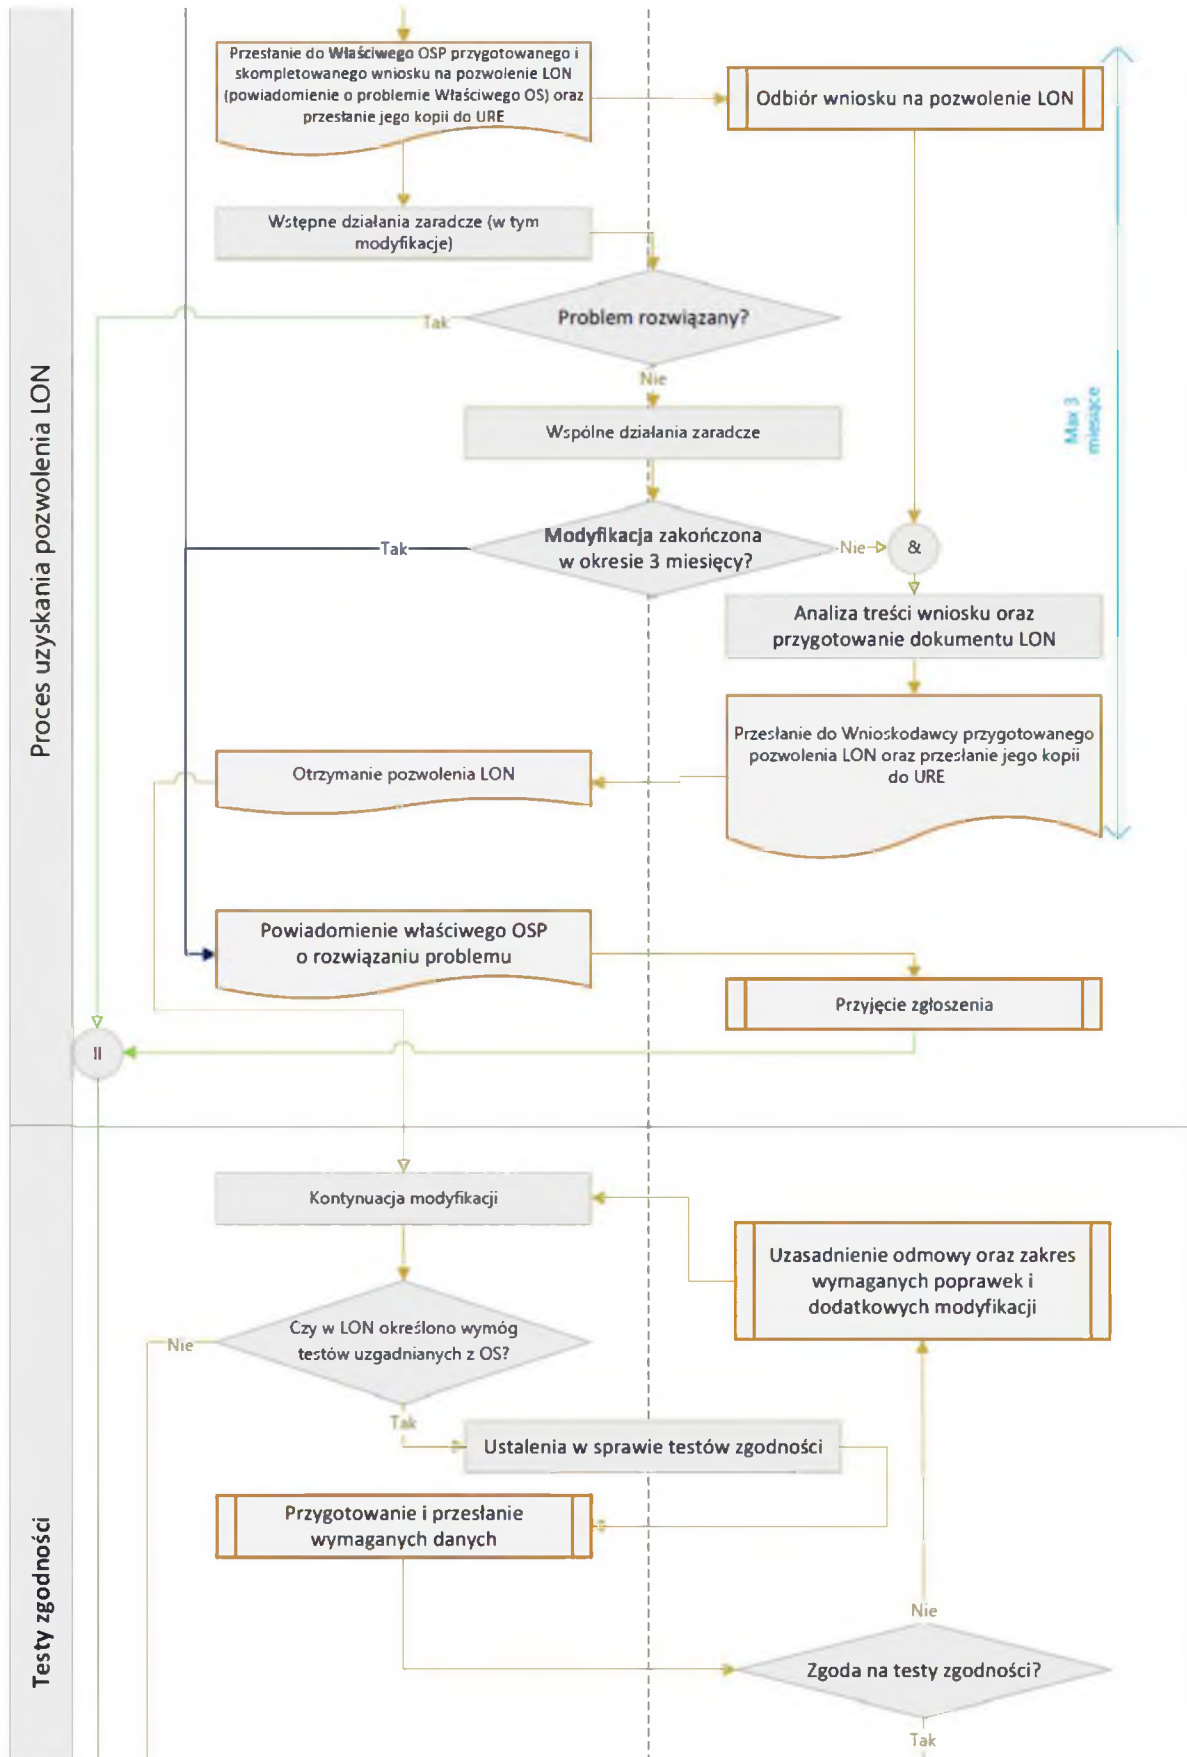 Proces uzyskania pozwolenia LON
Przesłanie do Właściwego OSP przygotowanego i
skompletowanego wniosku na pozwolenie LON
(powiadomienie o problemie Właściwego OS) oraz
przesłanie jego kopii do URE
Odbiór wniosku na pozwolenie LON
Wstępne działania zaradcze (w tym
modyfikacje)
Problem rozwiązany?
Tak
Nie
Max 3
miesiące
Wspólne działania zaradcze
Modyfikacja zakończona
w okresie 3 miesięcy?
Tak
Nie
&
Analiza treści wniosku oraz
przygotowanie dokumentu LON
Przesłanie do Wnioskodawcy przygotowanego
pozwolenia LON oraz przesłanie jego kopii
do URE
Otrzymanie pozwolenia LON
Powiadomienie właściwego OSP
o rozwiązaniu problemu
Przyjęcie zgłoszenia
II
Testy zgodności
Kontynuacja modyfikacji
Uzasadnienie odmowy oraz zakres
wymaganych poprawek i
dodatkowych modyfikacji
Czy w LON określono wymóg
testów uzgadnianych z OS?
Nie
Tak
Ustalenia w sprawie testów zgodności
Przygotowanie i przesłanie
wymaganych danych
Nie
Zgoda na testy zgodności?
Tak